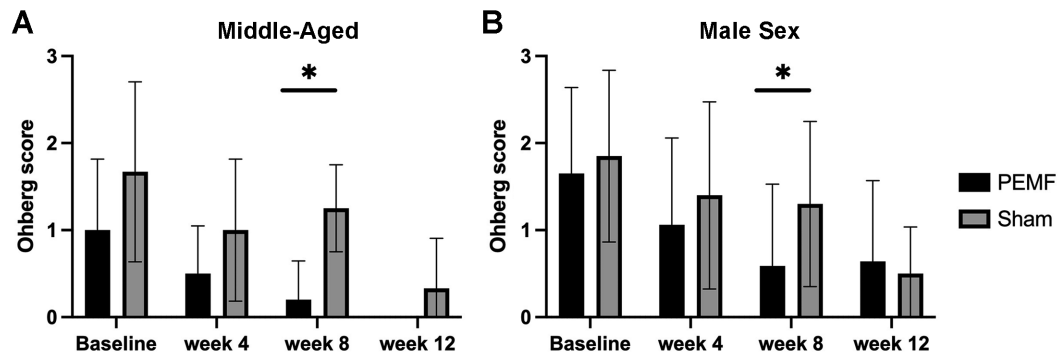 A
Middle-Aged
Ohberg score
3
2
1
0
*
Baseline week 4 week 8 week 12
B
Male Sex
Ohberg score
3
2
1
0
*
Baseline week 4 week 8 week 12
PEMF
Sham